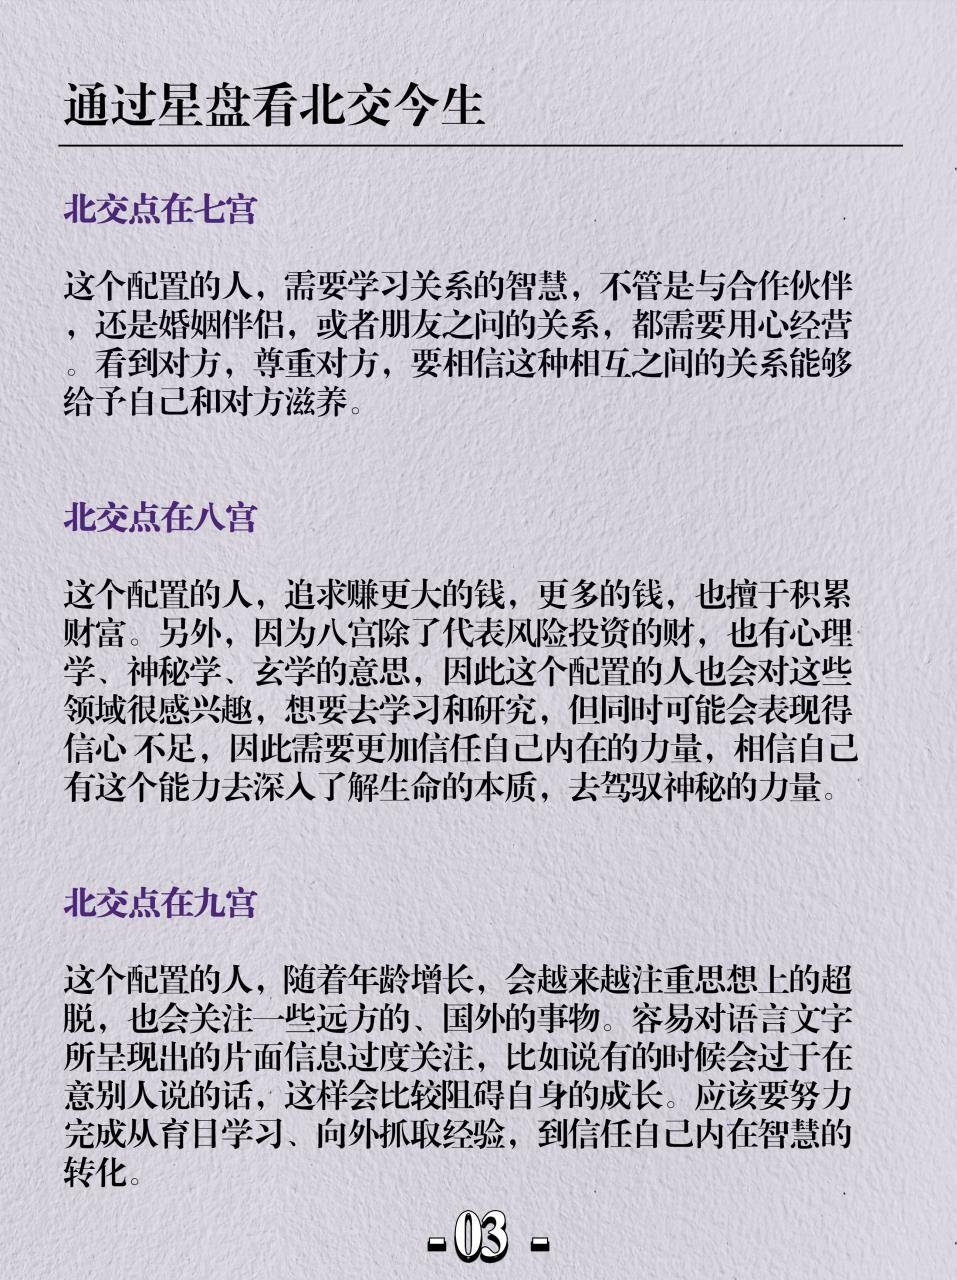 通过星盘看北交今生
北交点在七宫
这个配置的人，需要学习关系的智慧，不管是与合作伙伴
，还是婚姻伴侣，或者朋友之间的关系，都需要用心经营
。看到对方，尊重对方，要相信这种相互之间的关系能够
给予自己和对方滋养。
北交点在八宫
这个配置的人，追求赚更大的钱，更多的钱，也擅于积累
财富。另外，因为八宫除了代表风险投资的财，也有心理
学、神秘学、玄学的意思，因此这个配置的人也会对这些
领域很感兴趣，想要去学习和研究，但同时可能会表现得
信心 不足，因此需要更加信任自己内在的力量，相信自己
有这个能力去深入了解生命的本质，去驾驭神秘的力量。
北交点在九宫
这个配置的人，随着年龄增长，会越来越注重思想上的超
脱，也会关注一些远方的、国外的事物。容易对语言文字
所呈现出的片面信息过度关注，比如说有的时候会过于在
意别人说的话，这样会比较阻碍自身的成长。应该要努力
完成从盲目学习、向外抓取经验，到信任自己内在智慧的
转化。
- 03 -